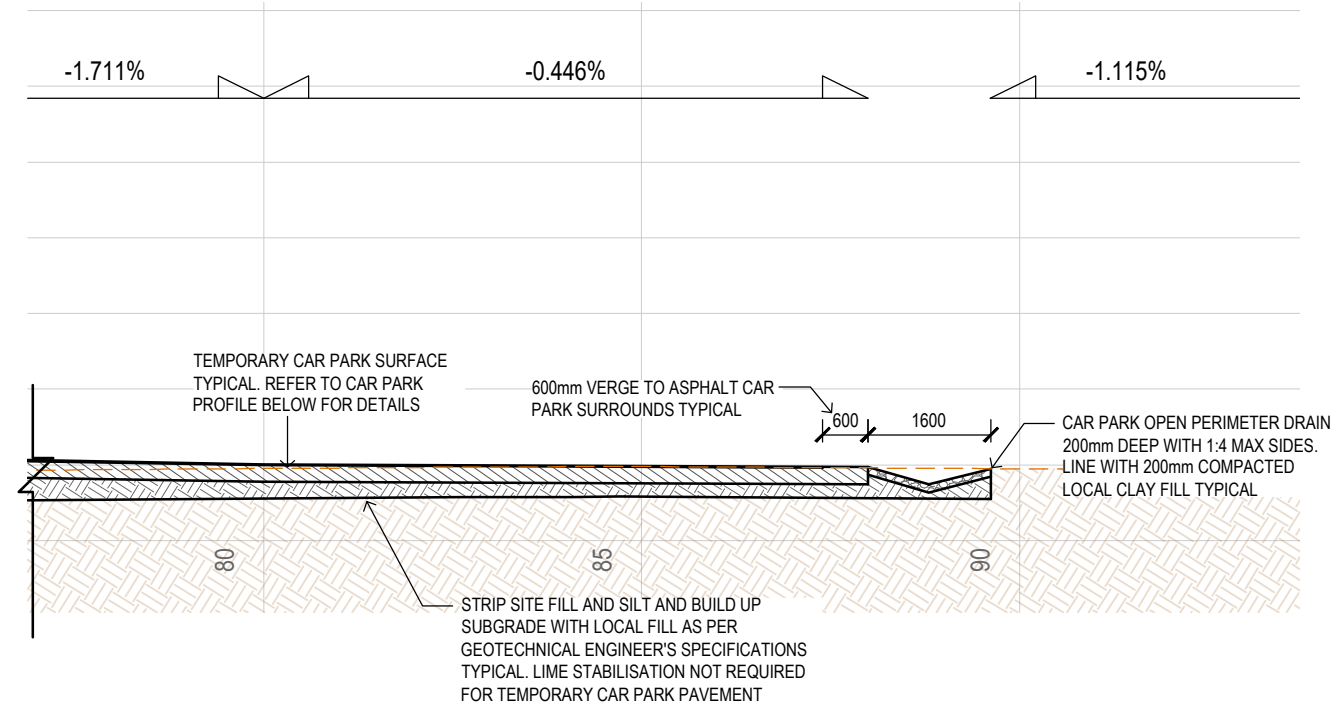 -1.711%
-0.446%
-1.115%
TEMPORARY CAR PARK SURFACE
TYPICAL. REFER TO CAR PARK
PROFILE BELOW FOR DETAILS
600mm VERGE TO ASPHALT CAR
PARK SURROUNDS TYPICAL
600
1600
CAR PARK OPEN PERIMETER DRAIN
200mm DEEP WITH 1:4 MAX SIDES.
LINE WITH 200mm COMPACTED
LOCAL CLAY FILL TYPICAL
80
85
90
STRIP SITE FILL AND SILT AND BUILD UP
SUBGRADE WITH LOCAL FILL AS PER
GEOTECHNICAL ENGINEER'S SPECIFICATIONS
TYPICAL. LIME STABILISATION NOT REQUIRED
FOR TEMPORARY CAR PARK PAVEMENT